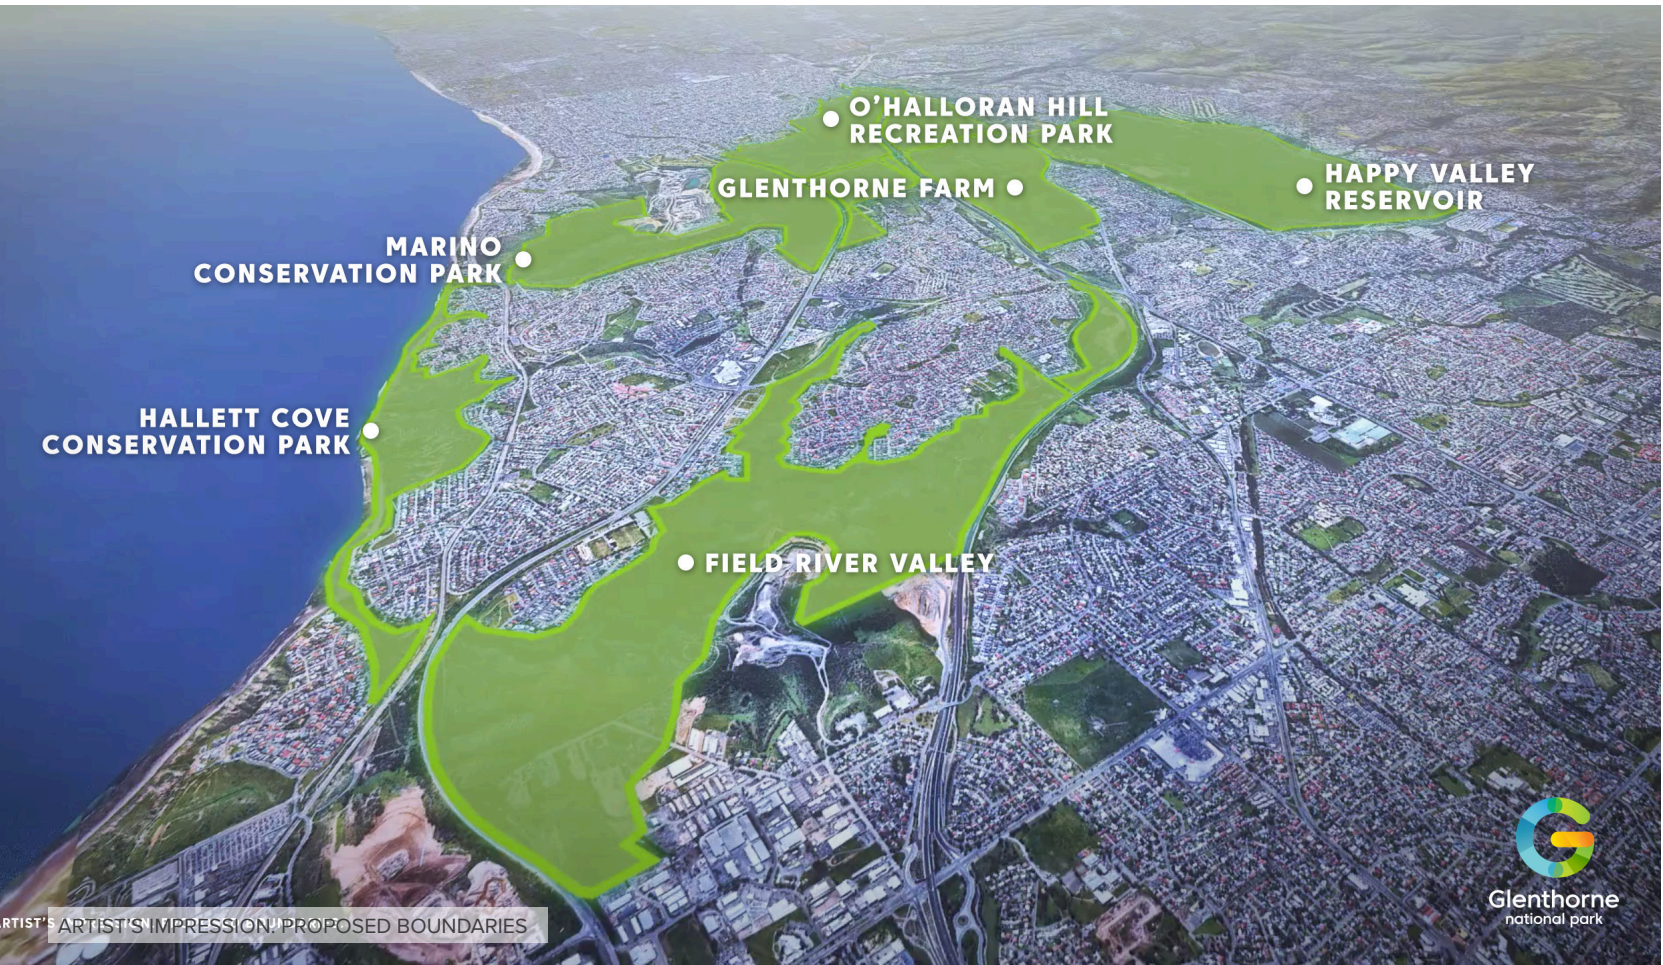 O'HALLORAN HILL
RECREATION PARK
HAPPY VALLEY
RESERVOIR
GLENTHORNE FARM
MARINO
CONSERVATION PARK
HALLETT COVE
CONSERVATION PARK
FIELD RIVER VALLEY
Glenthorne
national park
ARTIST'S IMPRESSION: PROPOSED BOUNDARIES